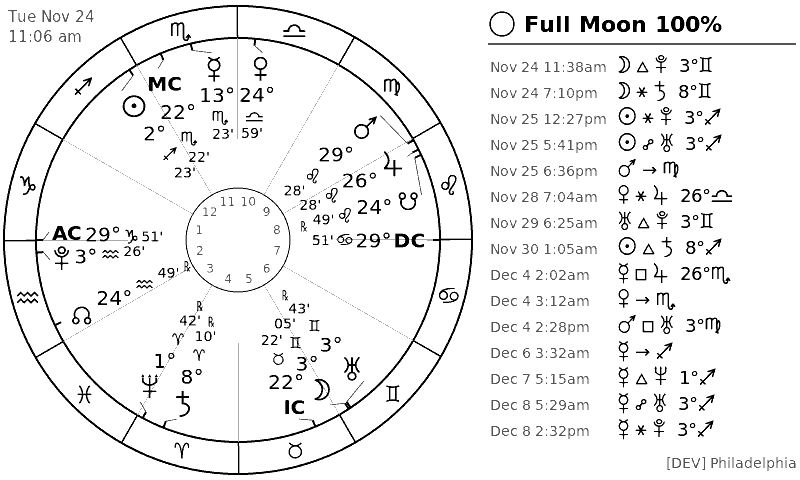 Tue Nov 24
11:06 am
Full Moon 100%
Nov 24 11:38am ☽ △ ♇ 3°♊
Nov 24 7:10pm ☽ ⚹ ♄ 8°♊
Nov 25 12:27pm ☉ ⚹ ♇ 3°♐
Nov 25 5:41pm ☉ ☍ ♅ 3°♐
Nov 25 6:36pm ♂ → ♍
Nov 28 7:04am ♀ ⚹ ♃ 26°♎
Nov 29 6:25am ♅ △ ♇ 3°♊
Nov 30 1:05am ☉ △ ♄ 8°♐
Dec 4 2:02am ☿ □ ♃ 26°♏
Dec 4 3:12am ♀ → ♏
Dec 4 2:28pm ♂ □ ♅ 3°♍
Dec 6 3:32am ☿ → ♐
Dec 7 5:15am ☿ △ ♆ 1°♐
Dec 8 5:29am ☿ ☍ ♅ 3°♐
Dec 8 2:32pm ☿ ⚹ ♇ 3°♐
[DEV] Philadelphia
♏ ♎ ♍ ♌ ♋ ♊ ♉ ♈ ♓ ♒ ♑ ♐
☉ 2° ♐ 23'
MC 22° ♏ 22'
☿ 13° ♏ 23'
♀ 24° ♎ 59'
♂ 29° ♌ 28'
♃ 26° ♌ 28'
☋ 24° ♌ 49' ℞
DC 29° ♋ 51'
♅ 3° ♊ 43' ℞
☽ 3° ♊ 05'
IC 22° ♉ 22'
♄ 8° ♈ 10' ℞
♆ 1° ♈ 42' ℞
☊ 24° ♒ 49' ℞
♇ 3° ♒ 26'
AC 29° ♑ 51'
1 2 3 4 5 6 7 8 9 10 11 12